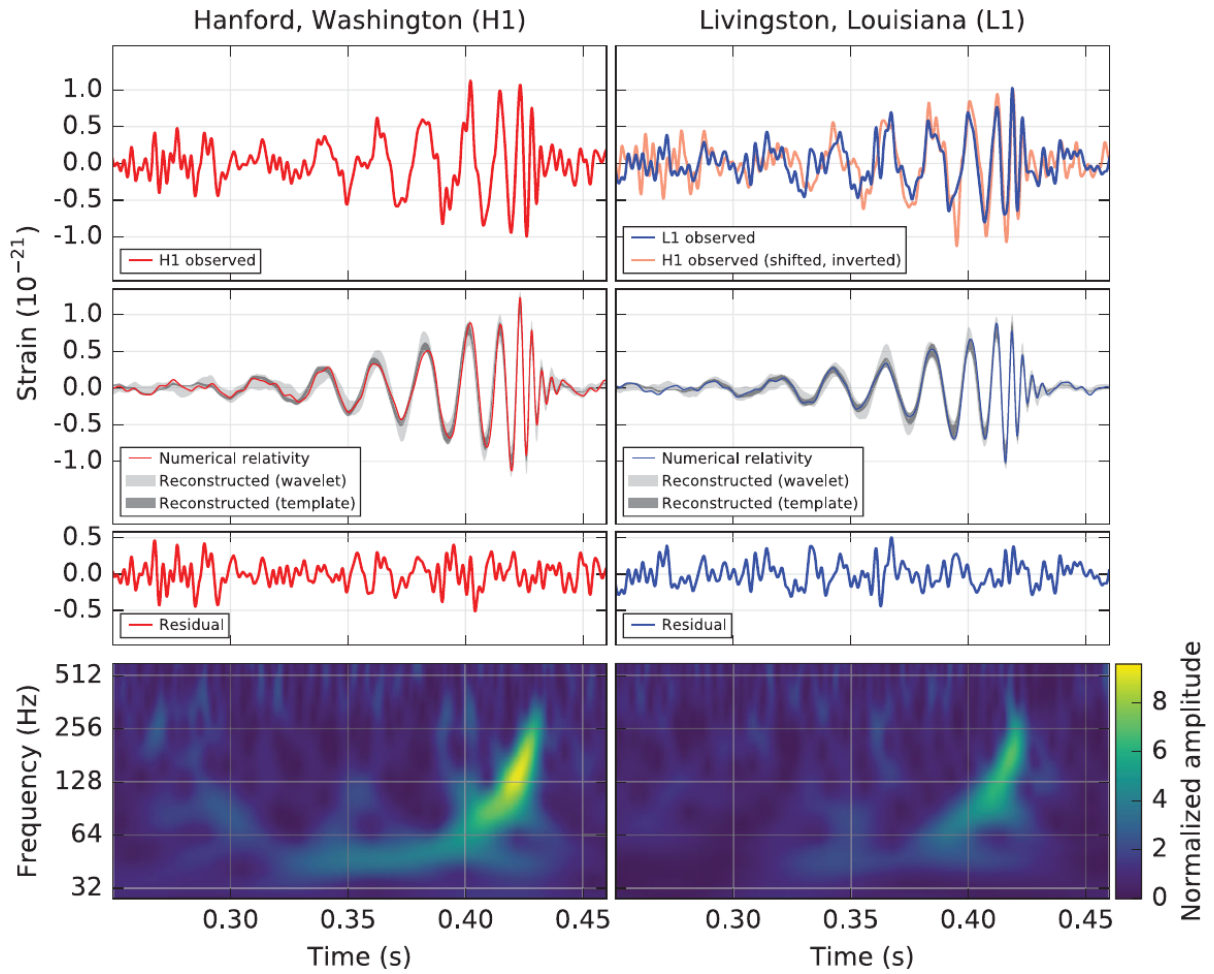 Hanford, Washington (H1)
Livingston, Louisiana (L1)
Strain (10⁻²¹)
1.0
0.5
0.0
-0.5
-1.0
H1 observed
L1 observed
H1 observed (shifted, inverted)
1.0
0.5
0.0
-0.5
-1.0
Numerical relativity
Reconstructed (wavelet)
Reconstructed (template)
Numerical relativity
Reconstructed (wavelet)
Reconstructed (template)
0.5
0.0
-0.5
Residual
Residual
Frequency (Hz)
512
256
128
64
32
0.30
0.35
0.40
0.45
Time (s)
0.30
0.35
0.40
0.45
Time (s)
8
6
4
2
0
Normalized amplitude